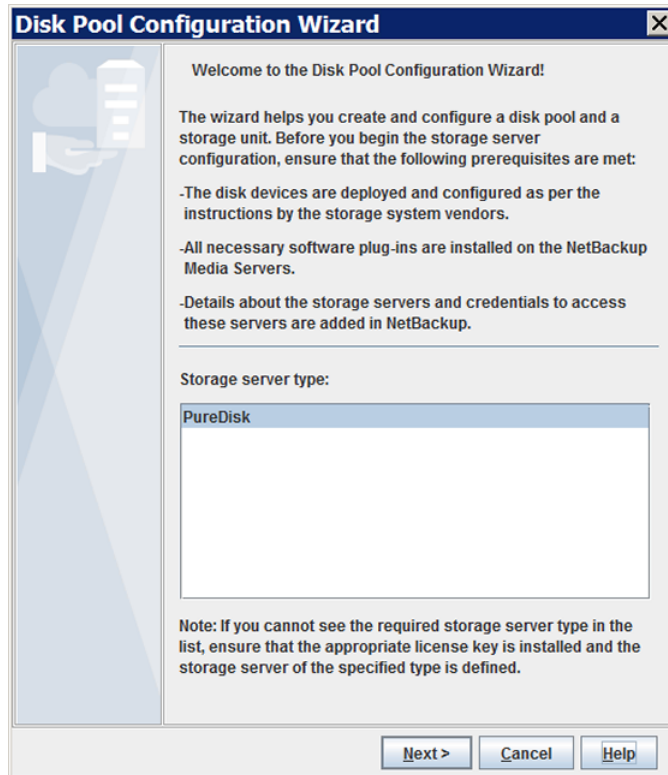 Disk Pool Configuration Wizard
Welcome to the Disk Pool Configuration Wizard!
The wizard helps you create and configure a disk pool and a
storage unit. Before you begin the storage server
configuration, ensure that the following prerequisites are met:
-The disk devices are deployed and configured as per the
instructions by the storage system vendors.
-All necessary software plug-ins are installed on the NetBackup
Media Servers.
-Details about the storage servers and credentials to access
these servers are added in NetBackup.
Storage server type:
PureDisk
Note: If you cannot see the required storage server type in the
list, ensure that the appropriate license key is installed and the
storage server of the specified type is defined.
Next >
Cancel
Help